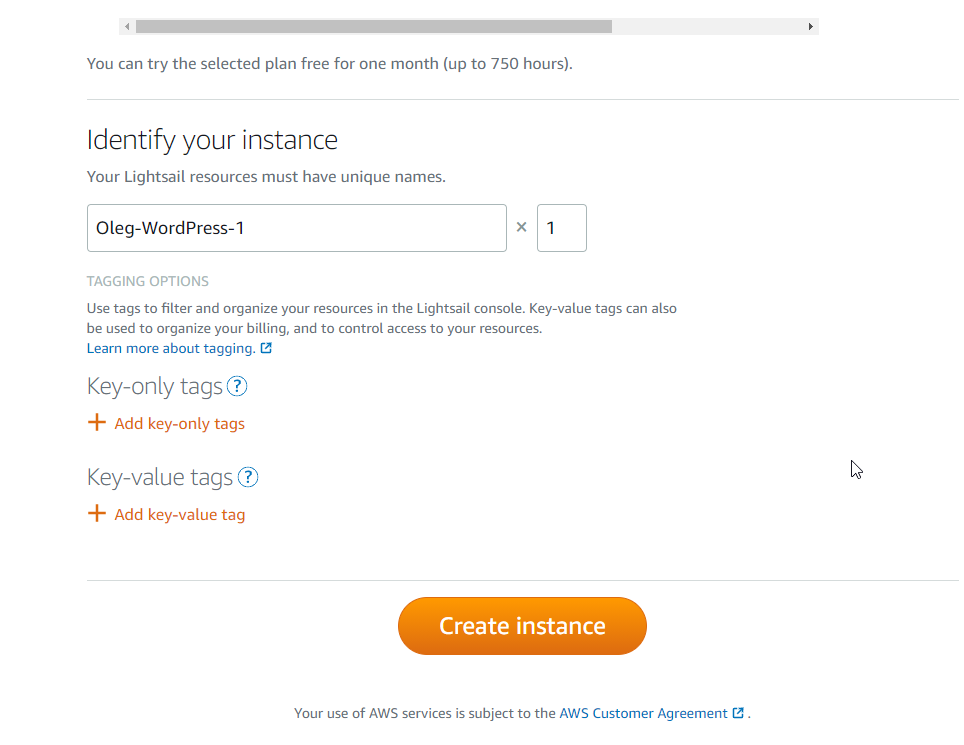 You can try the selected plan free for one month (up to 750 hours).
Identify your instance
Your Lightsail resources must have unique names.
Oleg-WordPress-1 × 1
TAGGING OPTIONS
Use tags to filter and organize your resources in the Lightsail console. Key-value tags can also
be used to organize your billing, and to control access to your resources.
Learn more about tagging.
Key-only tags ?
+ Add key-only tags
Key-value tags ?
+ Add key-value tag
Create instance
Your use of AWS services is subject to the AWS Customer Agreement .